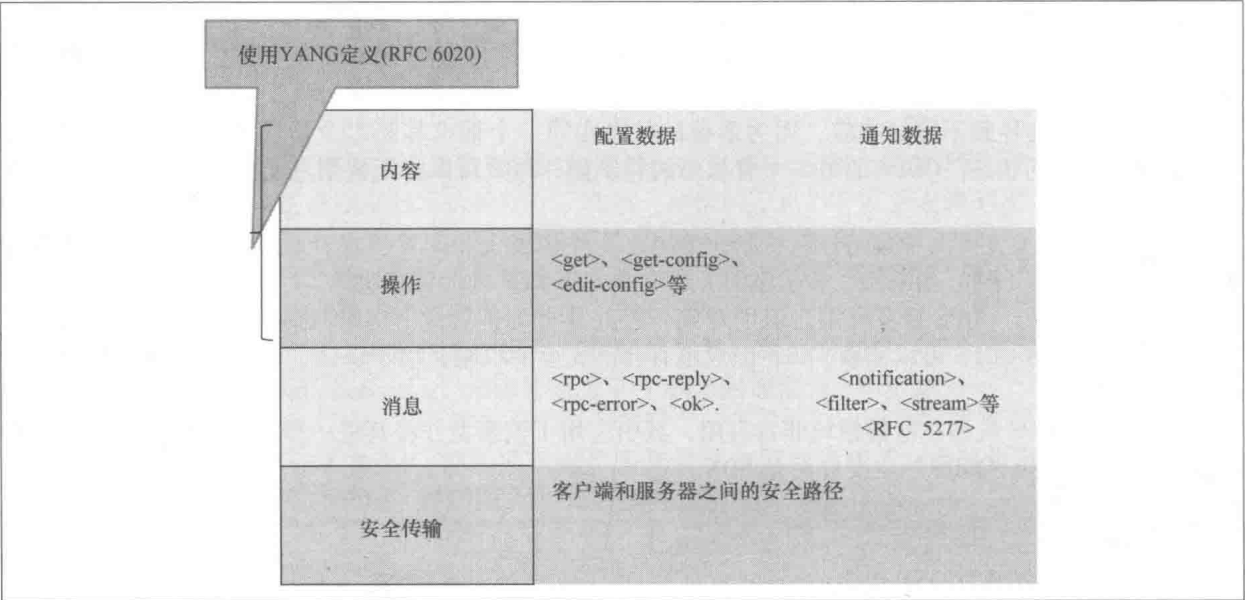 使用YANG定义(RFC 6020)
内容
配置数据
通知数据
操作
<get>、<get-config>、
<edit-config>等
消息
<rpc>、<rpc-reply>、
<rpc-error>、<ok>.
<notification>、
<filter>、<stream>等
<RFC 5277>
安全传输
客户端和服务器之间的安全路径